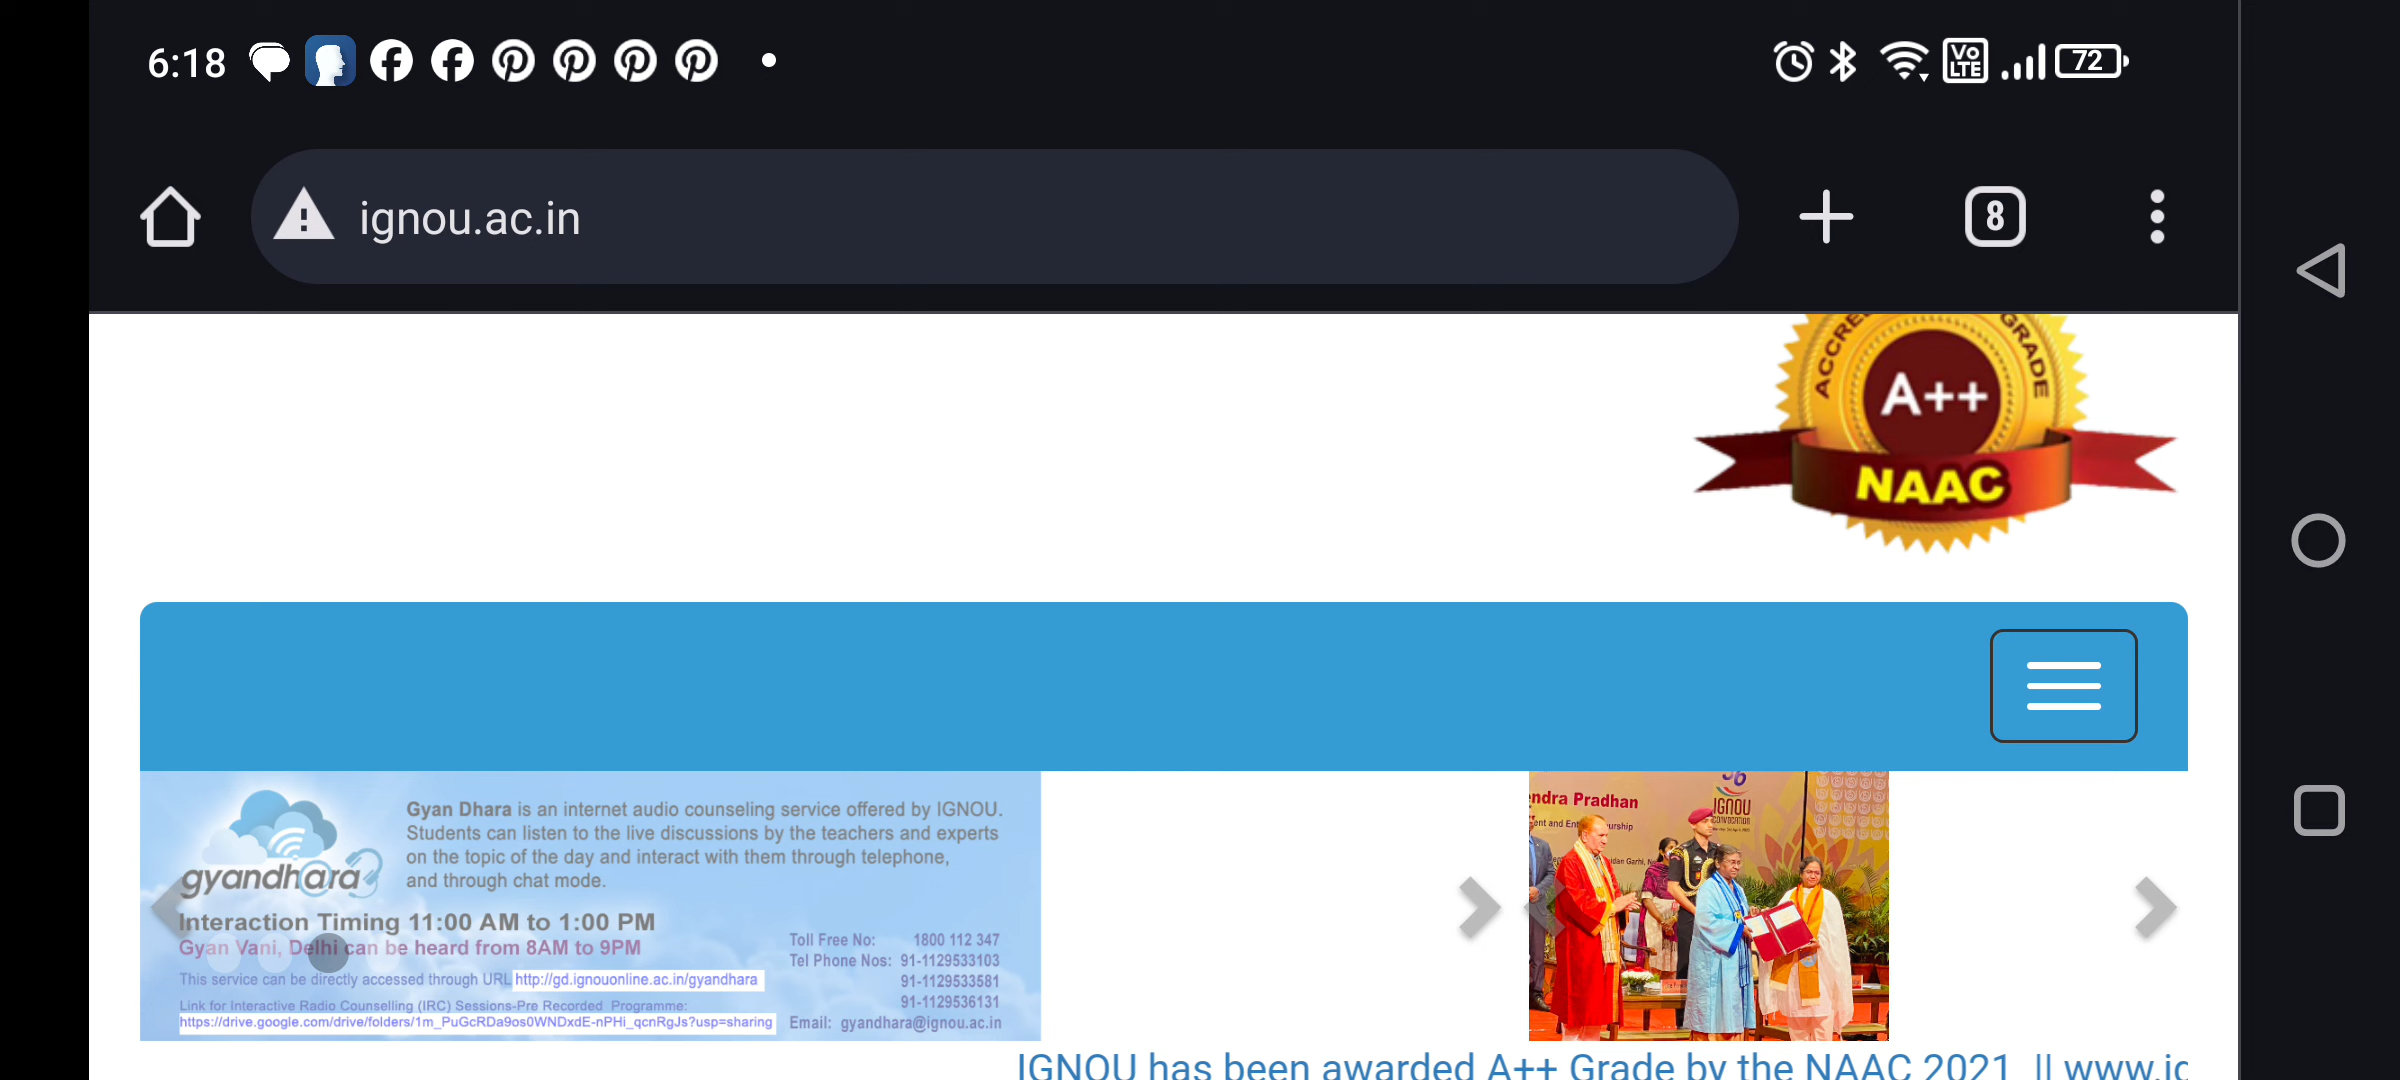 6:18
Vo LTE
72
ignou.ac.in
8
GRADE
A++
NAAC
Gyan Dhara is an internet audio counseling service offered by IGNOU.
Students can listen to the live discussions by the teachers and experts
on the topic of the day and interact with them through telephone,
and through chat mode.
gyandhara
Interaction Timing 11:00 AM to 1:00 PM
Gyan Vani, Delhi can be heard from 8AM to 9PM
This service can be directly accessed through URL http://gd.ignouonline.ac.in/gyandhara
Link for Interactive Radio Counselling (IRC) Sessions-Pre Recorded Programme:
https://drive.google.com/drive/folders/1m_PuGcRDa9os0WNDxdE-nPHi_qcnRgJs?usp=sharing
Toll Free No: 1800 112 347
Tel Phone Nos: 91-1129533103
91-1129533581
91-1129536131
Email: gyandhara@ignou.ac.in
endra Pradhan
IGNOU
IGNOU has been awarded A++ Grade by the NAAC 2021 || www.ig